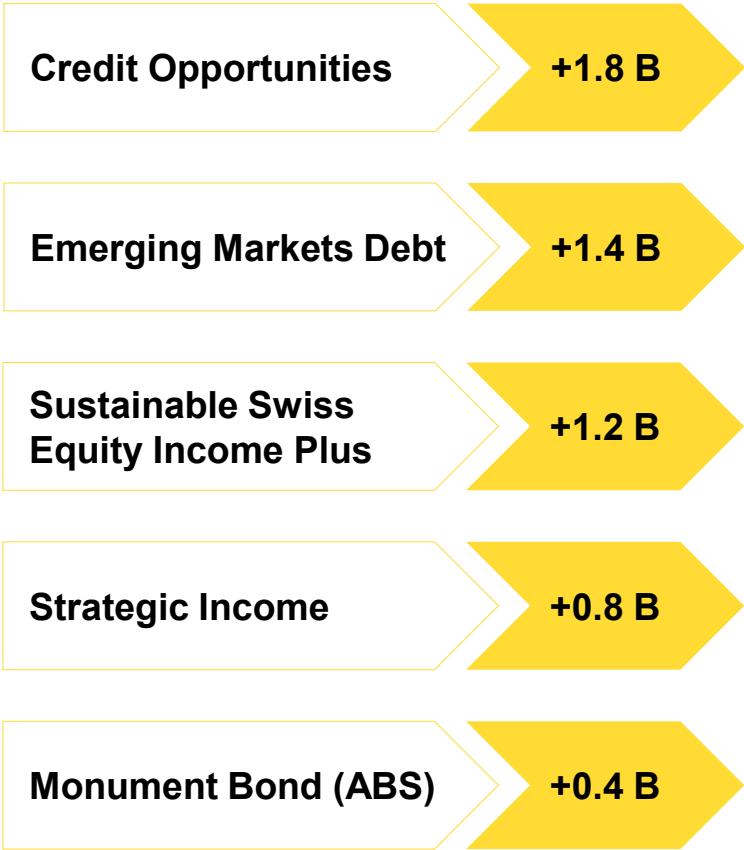 Credit Opportunities
+1.8 B
Emerging Markets Debt
+1.4 B
Sustainable Swiss
Equity Income Plus
+1.2 B
Strategic Income
+0.8 B
Monument Bond (ABS)
+0.4 B